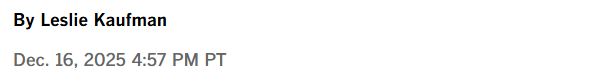 By Leslie Kaufman
Dec. 16, 2025 4:57 PM PT